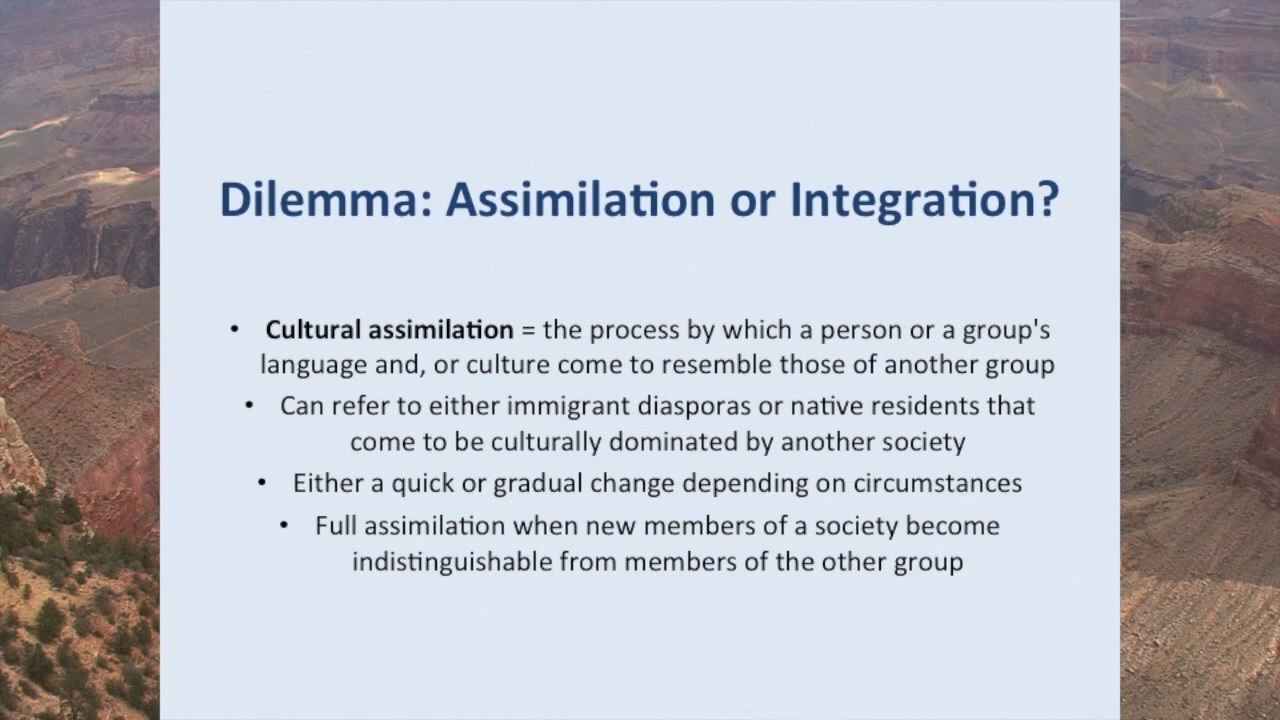 Dilemma: Assimilation or Integration?
• Cultural assimilation = the process by which a person or a group's
language and, or culture come to resemble those of another group
• Can refer to either immigrant diasporas or native residents that
come to be culturally dominated by another society
• Either a quick or gradual change depending on circumstances
• Full assimilation when new members of a society become
indistinguishable from members of the other group